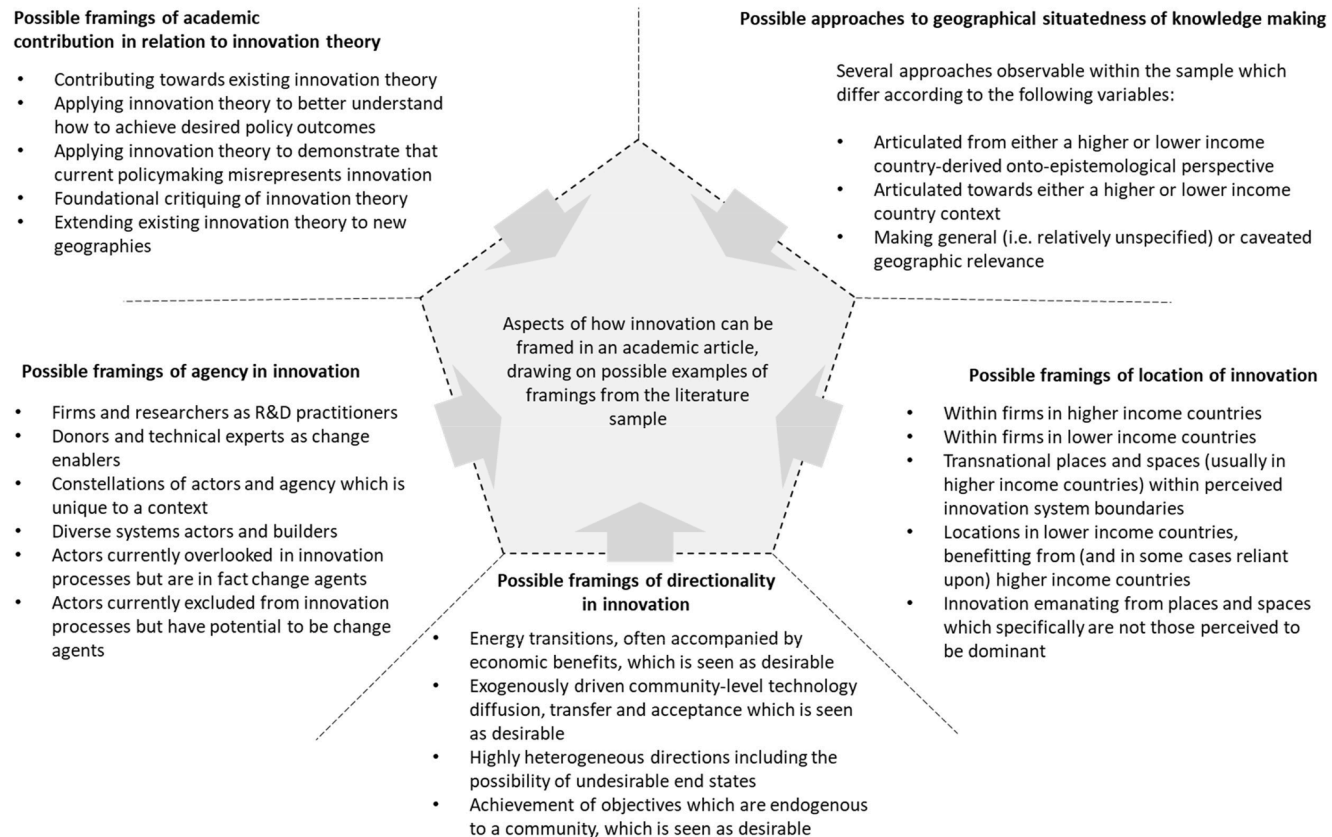 Possible framings of academic
contribution in relation to innovation theory
• Contributing towards existing innovation theory
• Applying innovation theory to better understand
how to achieve desired policy outcomes
• Applying innovation theory to demonstrate that
current policymaking misrepresents innovation
• Foundational critiquing of innovation theory
• Extending existing innovation theory to new
geographies
Possible approaches to geographical situatedness of knowledge making
Several approaches observable within the sample which
differ according to the following variables:
• Articulated from either a higher or lower income
country-derived onto-epistemological perspective
• Articulated towards either a higher or lower income
country context
• Making general (i.e. relatively unspecified) or caveated
geographic relevance
Aspects of how innovation can be
framed in an academic article,
drawing on possible examples of
framings from the literature
sample
Possible framings of agency in innovation
• Firms and researchers as R&D practitioners
• Donors and technical experts as change
enablers
• Constellations of actors and agency which is
unique to a context
• Diverse systems actors and builders
• Actors currently overlooked in innovation
processes but are in fact change agents
• Actors currently excluded from innovation
processes but have potential to be change
agents
Possible framings of location of innovation
• Within firms in higher income countries
• Within firms in lower income countries
• Transnational places and spaces (usually in
higher income countries) within perceived
innovation system boundaries
• Locations in lower income countries,
benefitting from (and in some cases reliant
upon) higher income countries
• Innovation emanating from places and spaces
which specifically are not those perceived to
be dominant
Possible framings of directionality
in innovation
• Energy transitions, often accompanied by
economic benefits, which is seen as desirable
• Exogenously driven community-level technology
diffusion, transfer and acceptance which is seen
as desirable
• Highly heterogeneous directions including the
possibility of undesirable end states
• Achievement of objectives which are endogenous
to a community, which is seen as desirable